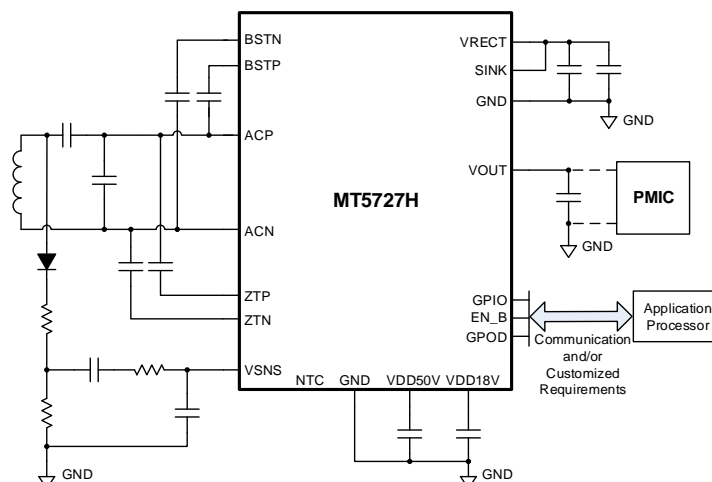 BSTN
BSTP
ACP
ACN
ZTP
ZTN
VSNS
NTC
GND
VDD50V
VDD18V
MT5727H
VRECT
SINK
GND
VOUT
GPIO
EN_B
GPOD
GND
PMIC
GND
Application
Processor
Communication
and/or
Customized
Requirements
GND
GND